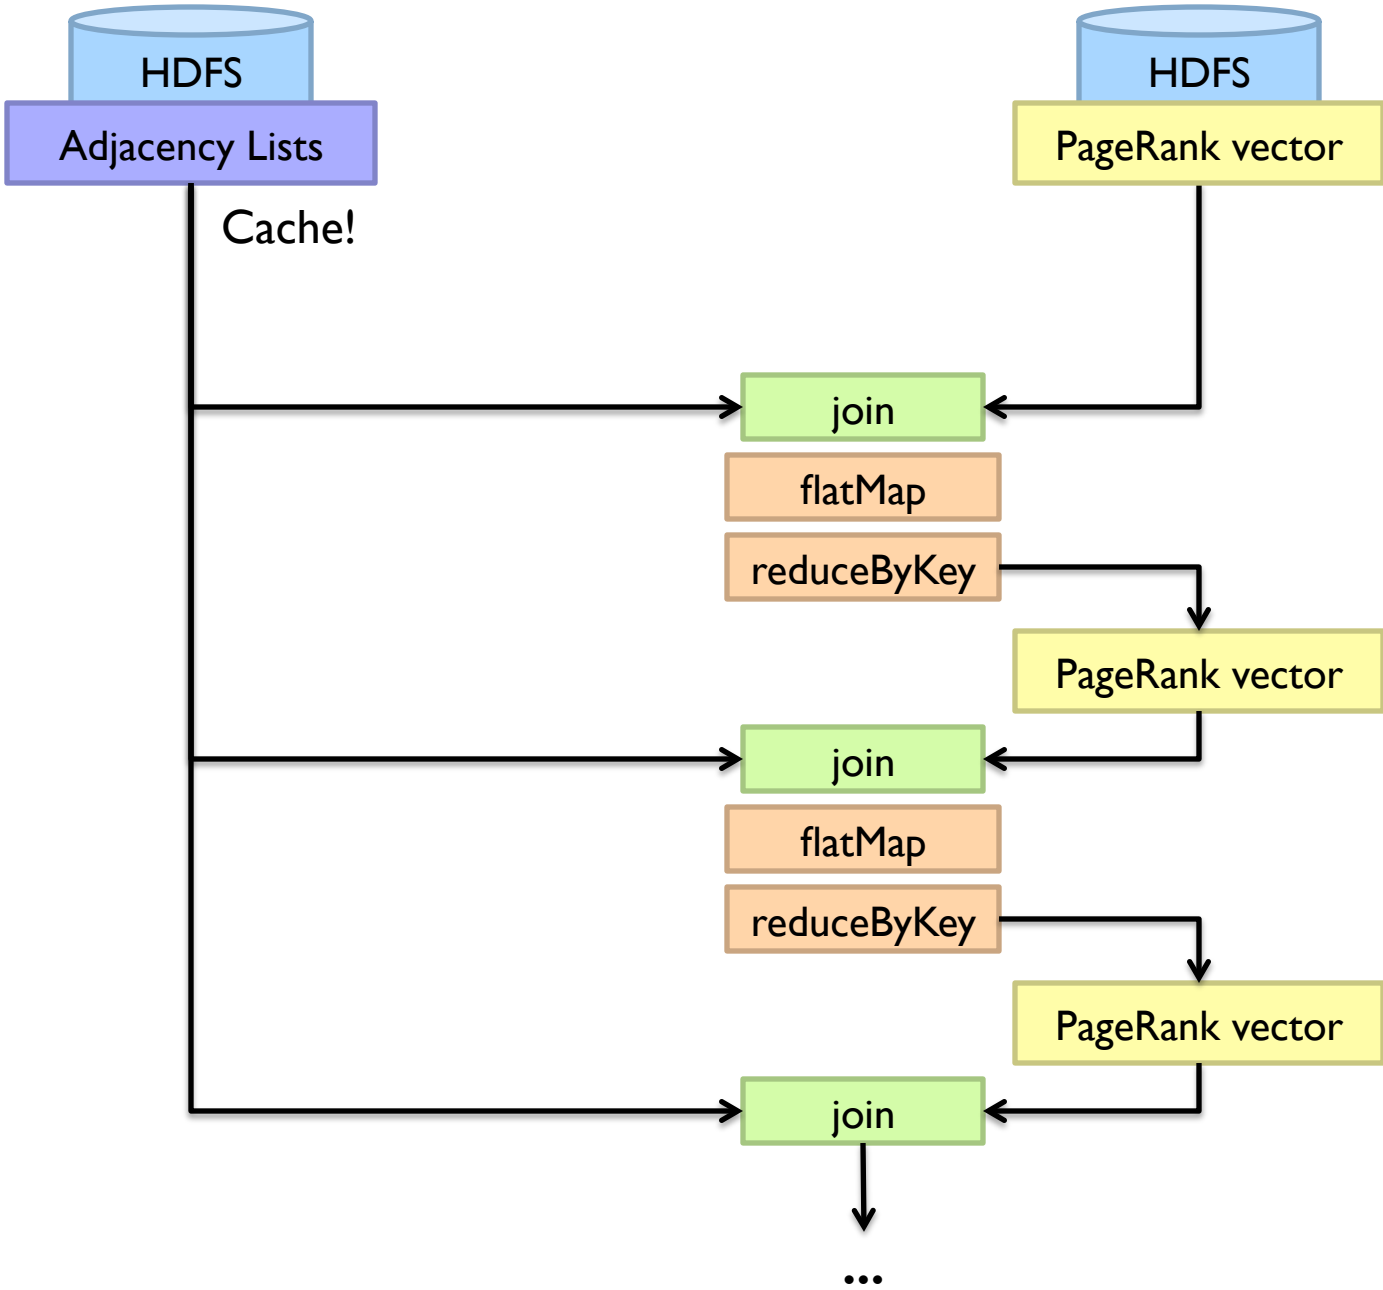 HDFS
HDFS
Adjacency Lists
PageRank vector
Cache!
join
flatMap
reduceByKey
PageRank vector
join
flatMap
reduceByKey
PageRank vector
join
...